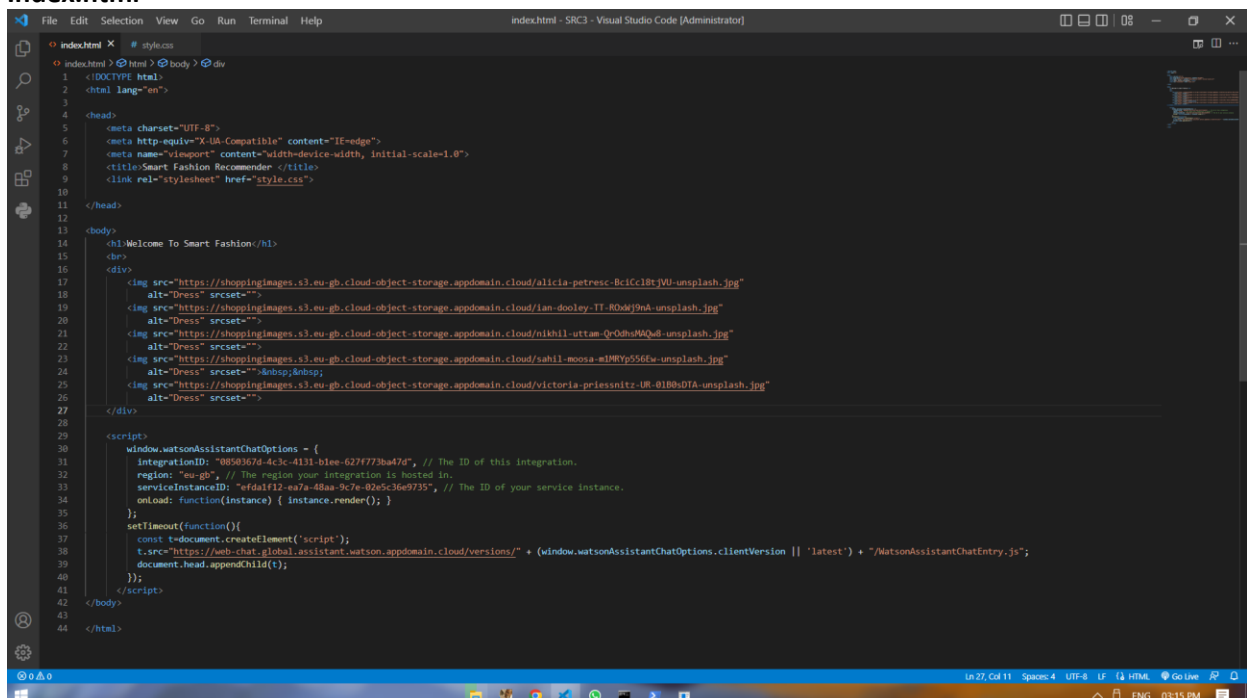 index.html
File Edit Selection View Go Run Terminal Help
index.html - SRC3 - Visual Studio Code [Administrator]
index.html
# style.css
index.html > html > body > div
1 <!DOCTYPE html>
2 <html lang="en">
3
4 <head>
5 <meta charset="UTF-8">
6 <meta http-equiv="X-UA-Compatible" content="IE=edge">
7 <meta name="viewport" content="width=device-width, initial-scale=1.0">
8 <title>Smart Fashion Recommender </title>
9 <link rel="stylesheet" href="style.css">
10
11 </head>
12
13 <body>
14 <h1>Welcome To Smart Fashion</h1>
15 <br>
16 <div>
17 <img src="https://shoppingimages.s3.eu-gb.cloud-object-storage.appdomain.cloud/alicia-petresc-BciCcl8tjVU-unsplash.jpg"
18 alt="Dress" srcset="">
19 <img src="https://shoppingimages.s3.eu-gb.cloud-object-storage.appdomain.cloud/ian-dooley-TT-ROxWj9nA-unsplash.jpg"
20 alt="Dress" srcset="">
21 <img src="https://shoppingimages.s3.eu-gb.cloud-object-storage.appdomain.cloud/nikhil-uttam-QrOdhsMAQw8-unsplash.jpg"
22 alt="Dress" srcset="">
23 <img src="https://shoppingimages.s3.eu-gb.cloud-object-storage.appdomain.cloud/sahil-moosa-m1MRYp556Ew-unsplash.jpg"
24 alt="Dress" srcset="">&nbsp;&nbsp;
25 <img src="https://shoppingimages.s3.eu-gb.cloud-object-storage.appdomain.cloud/victoria-priessnitz-UR-01B0sDTA-unsplash.jpg"
26 alt="Dress" srcset="">
27 </div>
28
29 <script>
30 window.watsonAssistantChatOptions = {
31 integrationID: "0850367d-4c3c-4131-b1ee-627f773ba47d", // The ID of this integration.
32 region: "eu-gb", // The region your integration is hosted in.
33 serviceInstanceID: "efda1f12-ea7a-48aa-9c7e-02e5c36e9735", // The ID of your service instance.
34 onLoad: function(instance) { instance.render(); }
35 };
36 setTimeout(function(){
37 const t=document.createElement('script');
38 t.src="https://web-chat.global.assistant.watson.appdomain.cloud/versions/" + (window.watsonAssistantChatOptions.clientVersion || 'latest') + "/WatsonAssistantChatEntry.js";
39 document.head.appendChild(t);
40 });
41 </script>
42 </body>
43
44 </html>
0 0
Ln 27, Col 11 Spaces: 4 UTF-8 LF HTML Go Live
ENG 03:15 PM